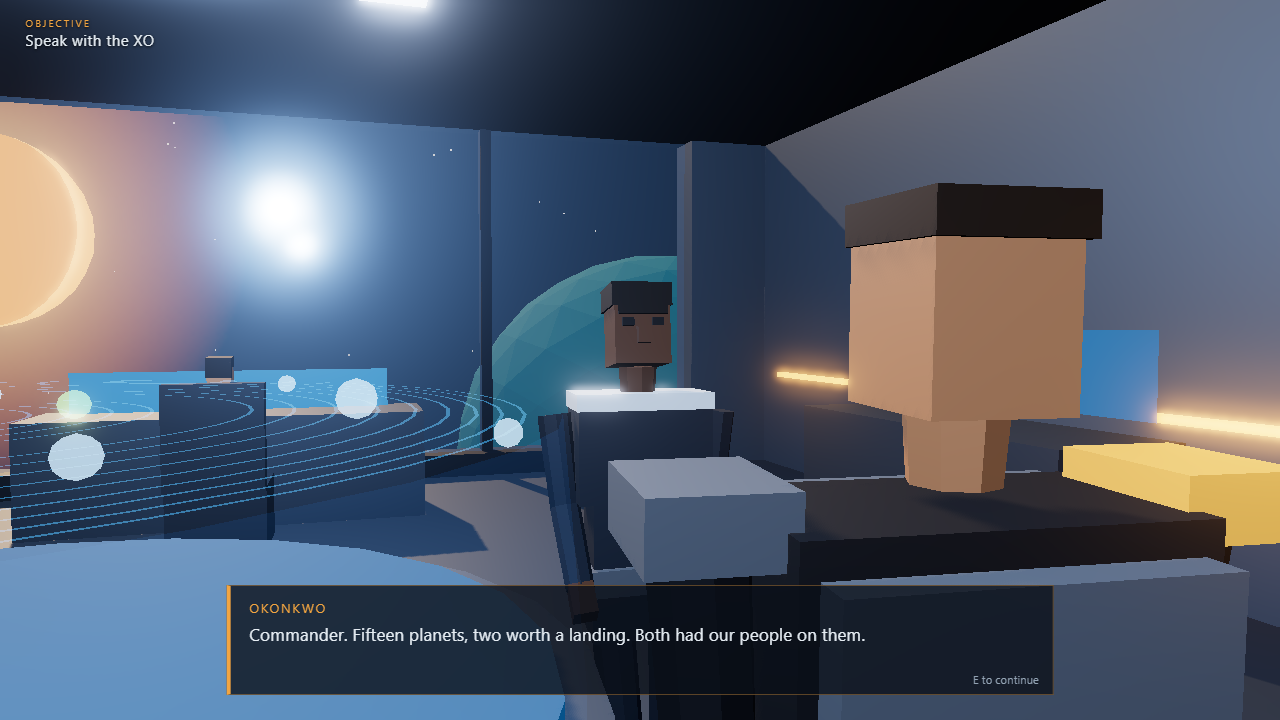 OBJECTIVE
Speak with the XO
OKONKWO
Commander. Fifteen planets, two worth a landing. Both had our people on them.
E to continue